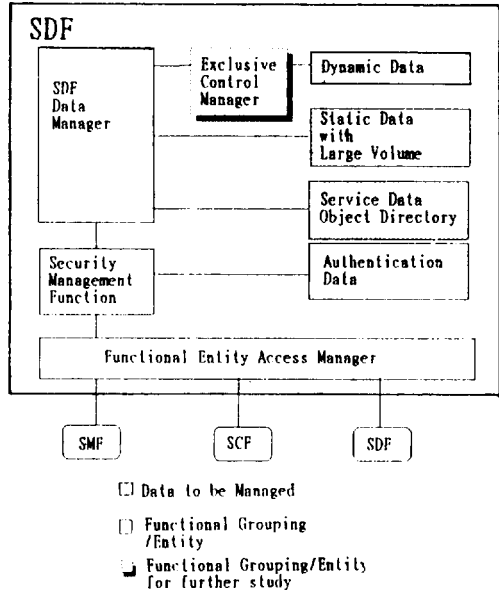 SDF
SDF
Data
Manager
Exclusive
Control
Manager
Dynamic Data
Static Data
with
Large Volume
Service Data
Object Directory
Security
Management
Function
Authentication
Data
Functional Entity Access Manager
SMF
SCF
SDF
Data to be Managed
Functional Grouping
/Entity
Functional Grouping/Entity
for further study